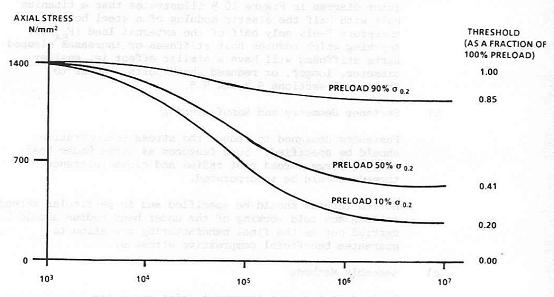 AXIAL STRESS
N/mm²
THRESHOLD
(AS A FRACTION OF
100% PRELOAD)
1400
1.00
PRELOAD 90% σ0.2
0.85
700
PRELOAD 50% σ0.2
0.41
PRELOAD 10% σ0.2
0.20
0
0.00
10³ 10⁴ 10⁵ 10⁶ 10⁷